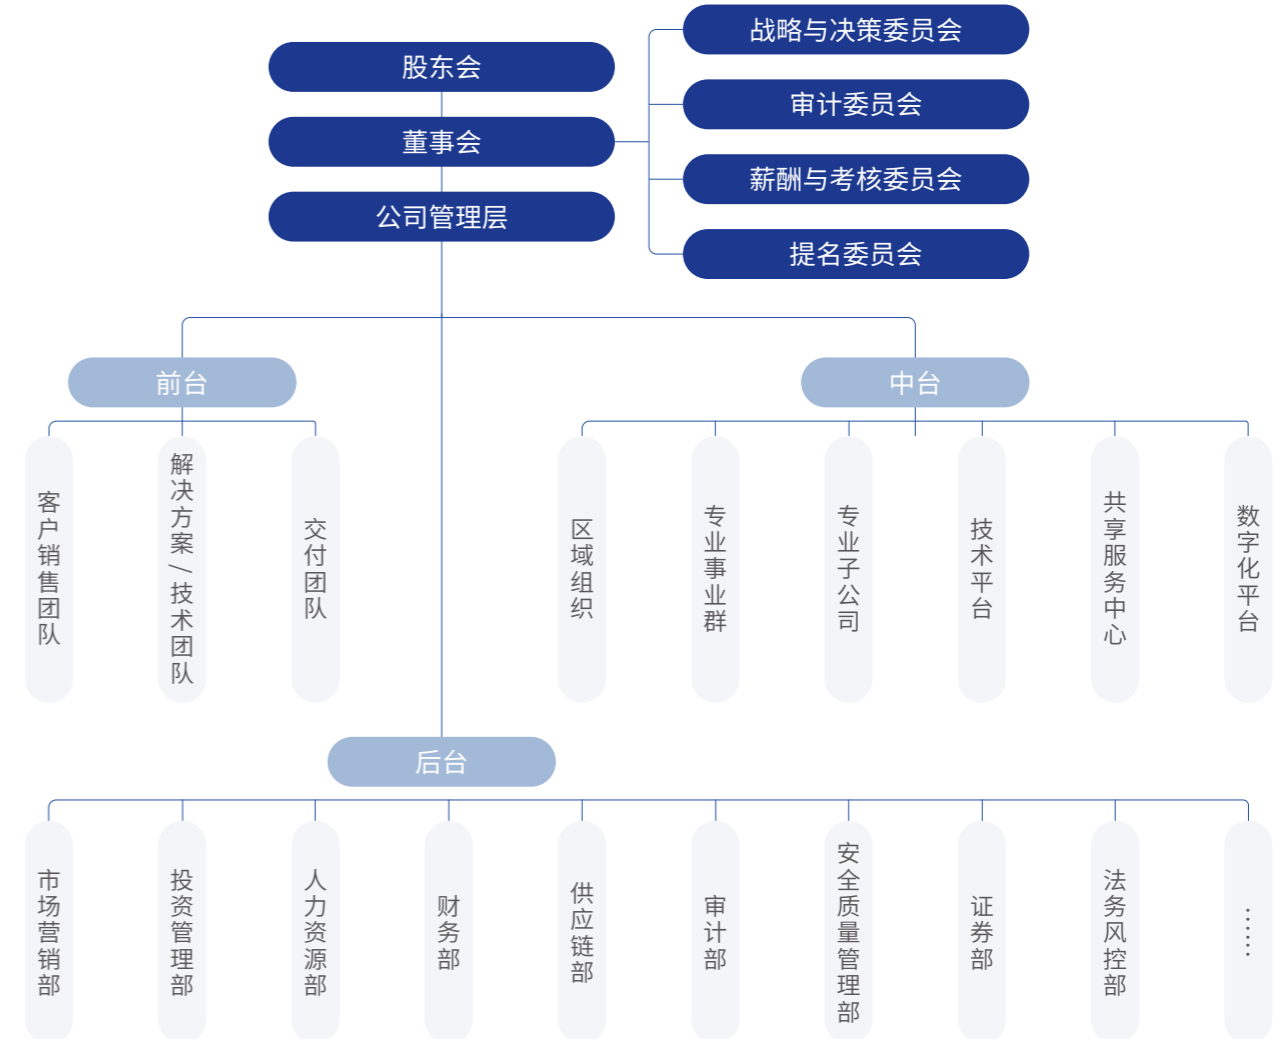 股东会
董事会
公司管理层
战略与决策委员会
审计委员会
薪酬与考核委员会
提名委员会
前台
中台
客户销售团队
解决方案/技术团队
交付团队
区域组织
专业事业群
专业子公司
技术平台
共享服务中心
数字化平台
后台
市场营销部
投资管理部
人力资源部
财务部
供应链部
审计部
安全质量管理部
证券部
法务风控部
……